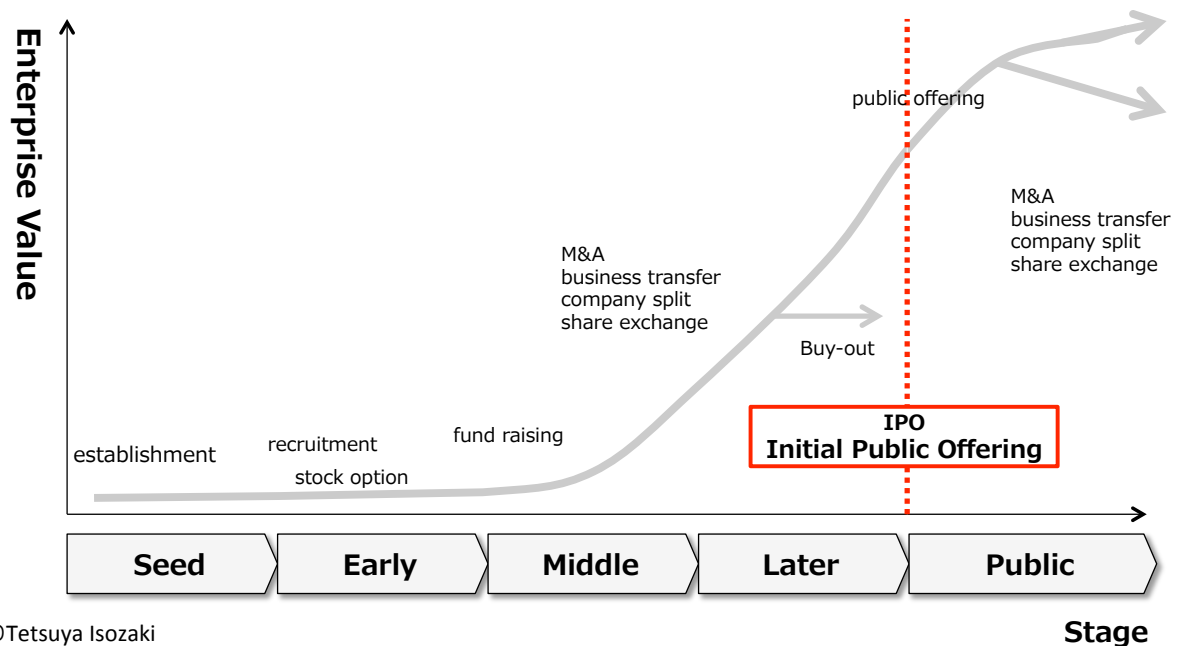 Enterprise Value
public offering
M&A
business transfer
company split
share exchange
M&A
business transfer
company split
share exchange
Buy-out
IPO
Initial Public Offering
establishment
recruitment
stock option
fund raising
Seed
Early
Middle
Later
Public
Stage
©Tetsuya Isozaki